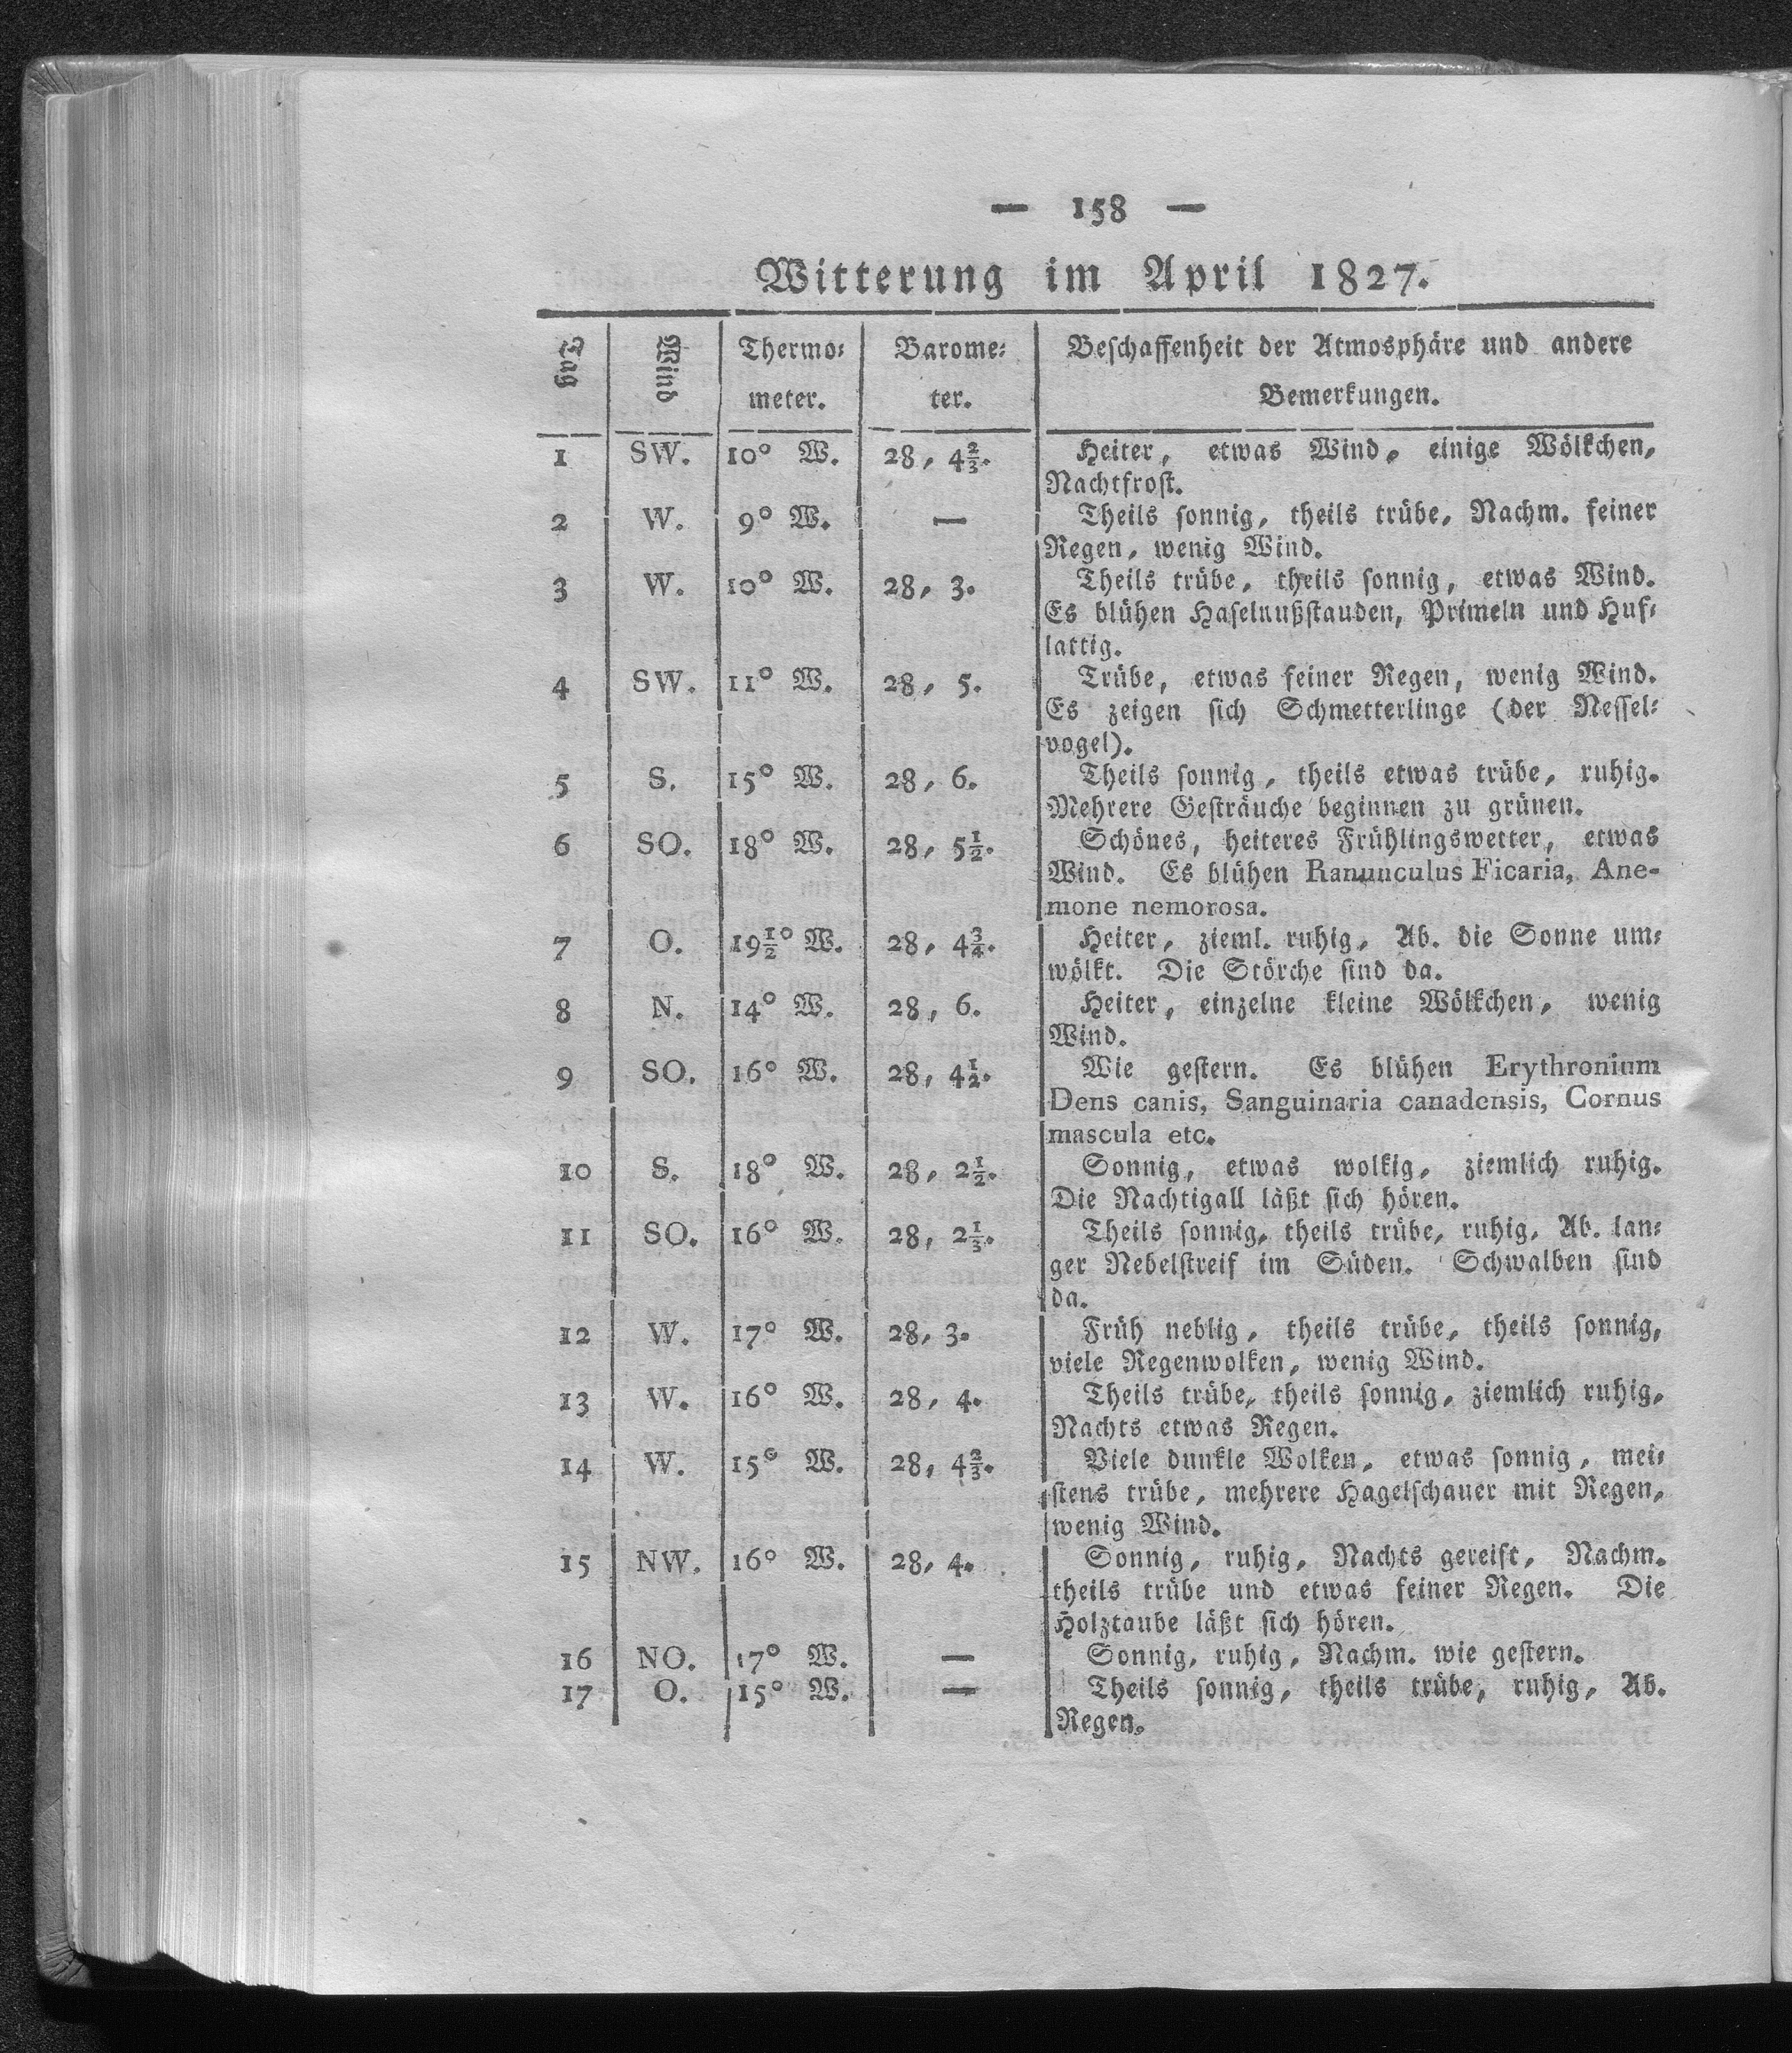 — 158 —
Witterung im April 1827.
Tag | Wind | Thermo⸗ | Barome⸗ | Beschaffenheit der Atmosphäre und andere
meter. | ter. | Bemerkungen.
1 | SW. | 10° W. | 28, 4⅔. | Heiter, etwas Wind, einige Wölkchen,
Nachtfrost.
2 | W. | 9° W. | — | Theils sonnig, theils trübe, Nachm. feiner
Regen, wenig Wind.
3 | W. | 10° W. | 28, 3. | Theils trübe, theils sonnig, etwas Wind.
Es blühen Haselnußstauden, Primeln und Huf⸗
lattig.
4 | SW. | 11° W. | 28, 5. | Trübe, etwas feiner Regen, wenig Wind.
Es zeigen sich Schmetterlinge (der Nessel⸗
vogel).
5 | S. | 15° W. | 28, 6. | Theils sonnig, theils etwas trübe, ruhig.
Mehrere Gesträuche beginnen zu grünen.
6 | SO. | 18° W. | 28, 5½. | Schönes, heiteres Frühlingswetter, etwas
Wind. Es blühen Ranunculus Ficaria, Ane-
mone nemorosa.
7 | O. | 19½° W. | 28, 4¾. | Heiter, zieml. ruhig, Ab. die Sonne um⸗
wölkt. Die Störche sind da.
8 | N. | 14° W. | 28, 6. | Heiter, einzelne kleine Wölkchen, wenig
Wind.
9 | SO. | 16° W. | 28, 4½. | Wie gestern. Es blühen Erythronium
Dens canis, Sanguinaria canadensis, Cornus
mascula etc.
10 | S. | 18° W. | 28, 2½. | Sonnig, etwas wolkig, ziemlich ruhig.
Die Nachtigall läßt sich hören.
11 | SO. | 16° W. | 28, 2⅓. | Theils sonnig, theils trübe, ruhig, Ab. lan⸗
ger Nebelstreif im Süden. Schwalben sind
da.
12 | W. | 17° W. | 28, 3. | Früh neblig, theils trübe, theils sonnig,
viele Regenwolken, wenig Wind.
13 | W. | 16° W. | 28, 4. | Theils trübe, theils sonnig, ziemlich ruhig,
Nachts etwas Regen.
14 | W. | 15° W. | 28, 4⅔. | Viele dunkle Wolken, etwas sonnig, mei⸗
stens trübe, mehrere Hagelschauer mit Regen,
wenig Wind.
15 | NW. | 16° W. | 28, 4. | Sonnig, ruhig, Nachts gereift, Nachm.
theils trübe und etwas feiner Regen. Die
Holztaube läßt sich hören.
16 | NO. | 17° W. | — | Sonnig, ruhig, Nachm. wie gestern.
17 | O. | 15° W. | — | Theils sonnig, theils trübe, ruhig, Ab.
Regen.